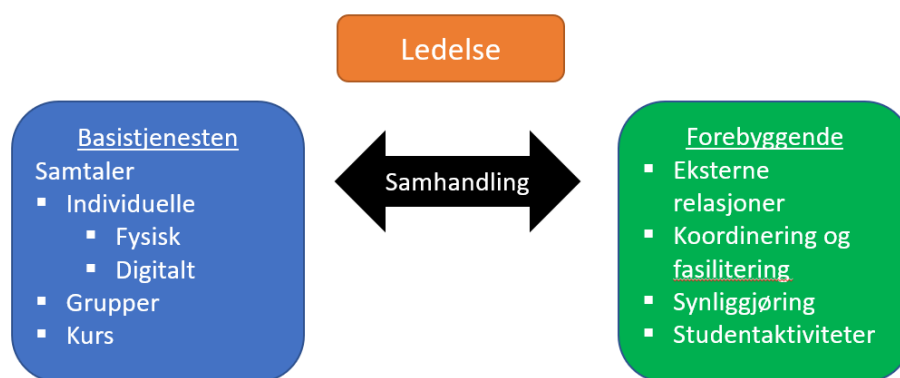 Ledelse
Basistjenesten
Samtaler
▪ Individuelle
▪ Fysisk
▪ Digitalt
▪ Grupper
▪ Kurs
Samhandling
Forebyggende
▪ Eksterne
relasjoner
▪ Koordinering og
fasilitering
▪ Synliggjøring
▪ Studentaktiviteter